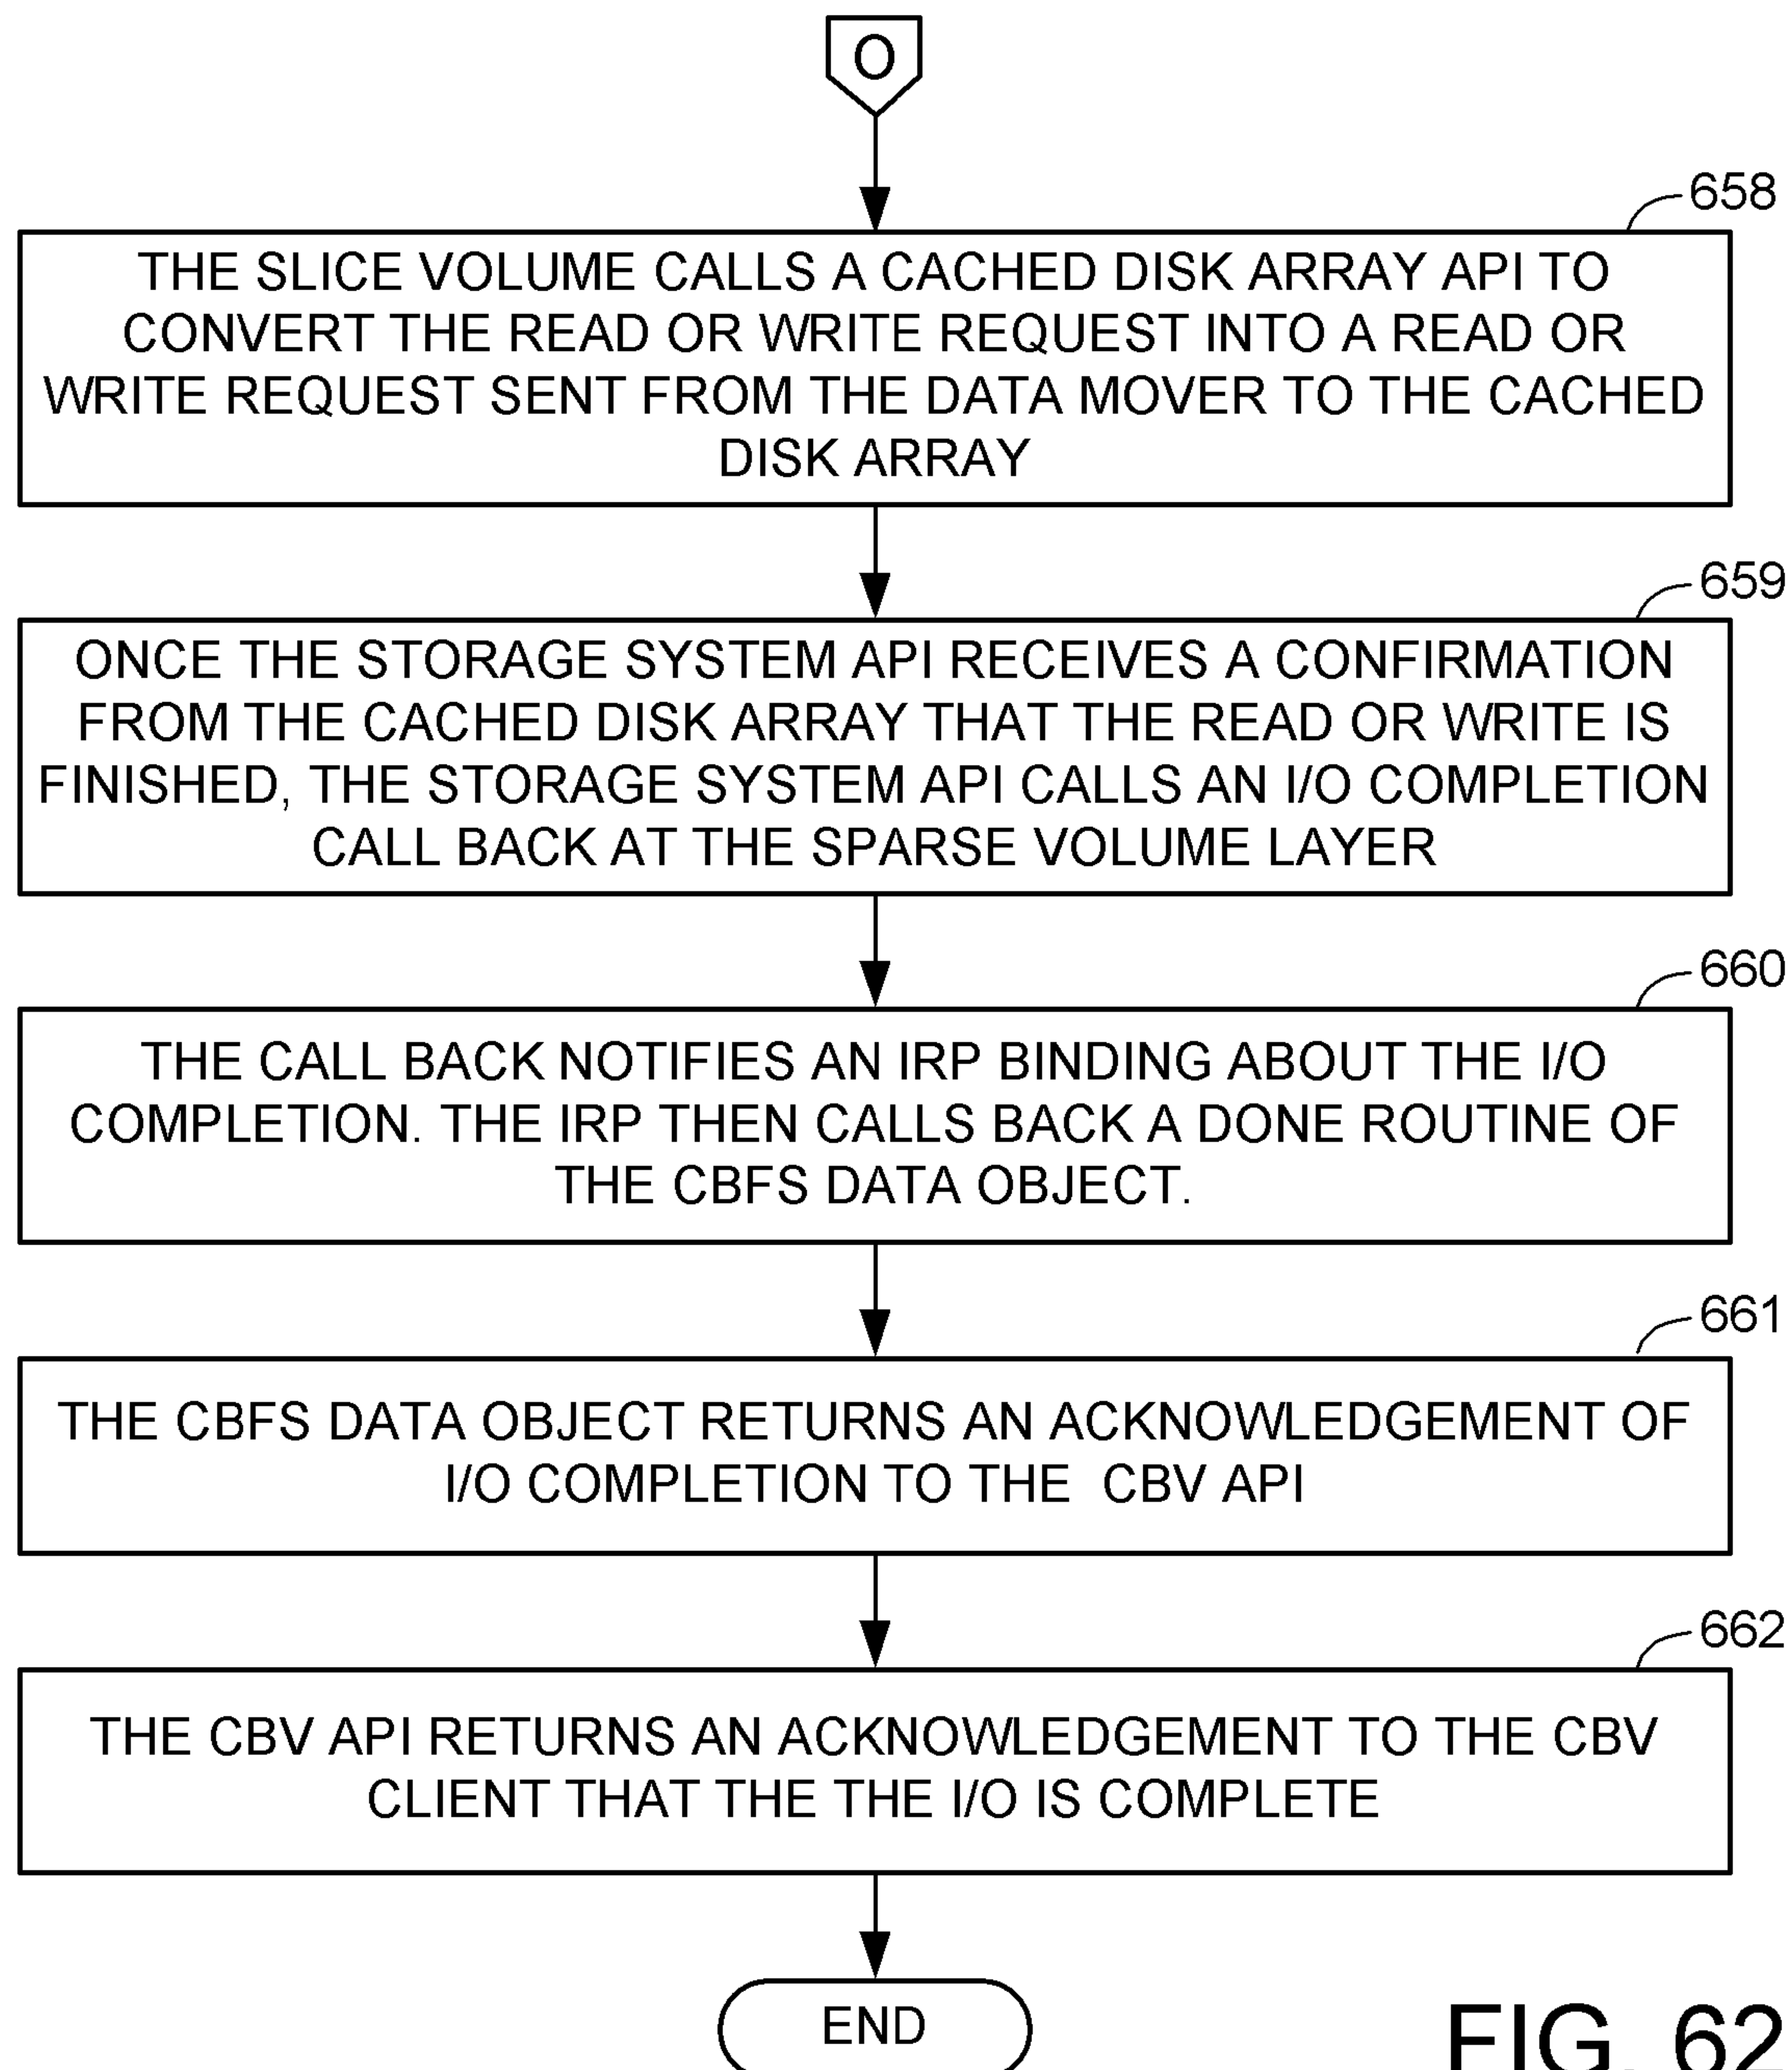 O
658
THE SLICE VOLUME CALLS A CACHED DISK ARRAY API TO
CONVERT THE READ OR WRITE REQUEST INTO A READ OR
WRITE REQUEST SENT FROM THE DATA MOVER TO THE CACHED
DISK ARRAY
659
ONCE THE STORAGE SYSTEM API RECEIVES A CONFIRMATION
FROM THE CACHED DISK ARRAY THAT THE READ OR WRITE IS
FINISHED, THE STORAGE SYSTEM API CALLS AN I/O COMPLETION
CALL BACK AT THE SPARSE VOLUME LAYER
660
THE CALL BACK NOTIFIES AN IRP BINDING ABOUT THE I/O
COMPLETION. THE IRP THEN CALLS BACK A DONE ROUTINE OF
THE CBFS DATA OBJECT.
661
THE CBFS DATA OBJECT RETURNS AN ACKNOWLEDGEMENT OF
I/O COMPLETION TO THE CBV API
662
THE CBV API RETURNS AN ACKNOWLEDGEMENT TO THE CBV
CLIENT THAT THE THE I/O IS COMPLETE
END
FIG. 62